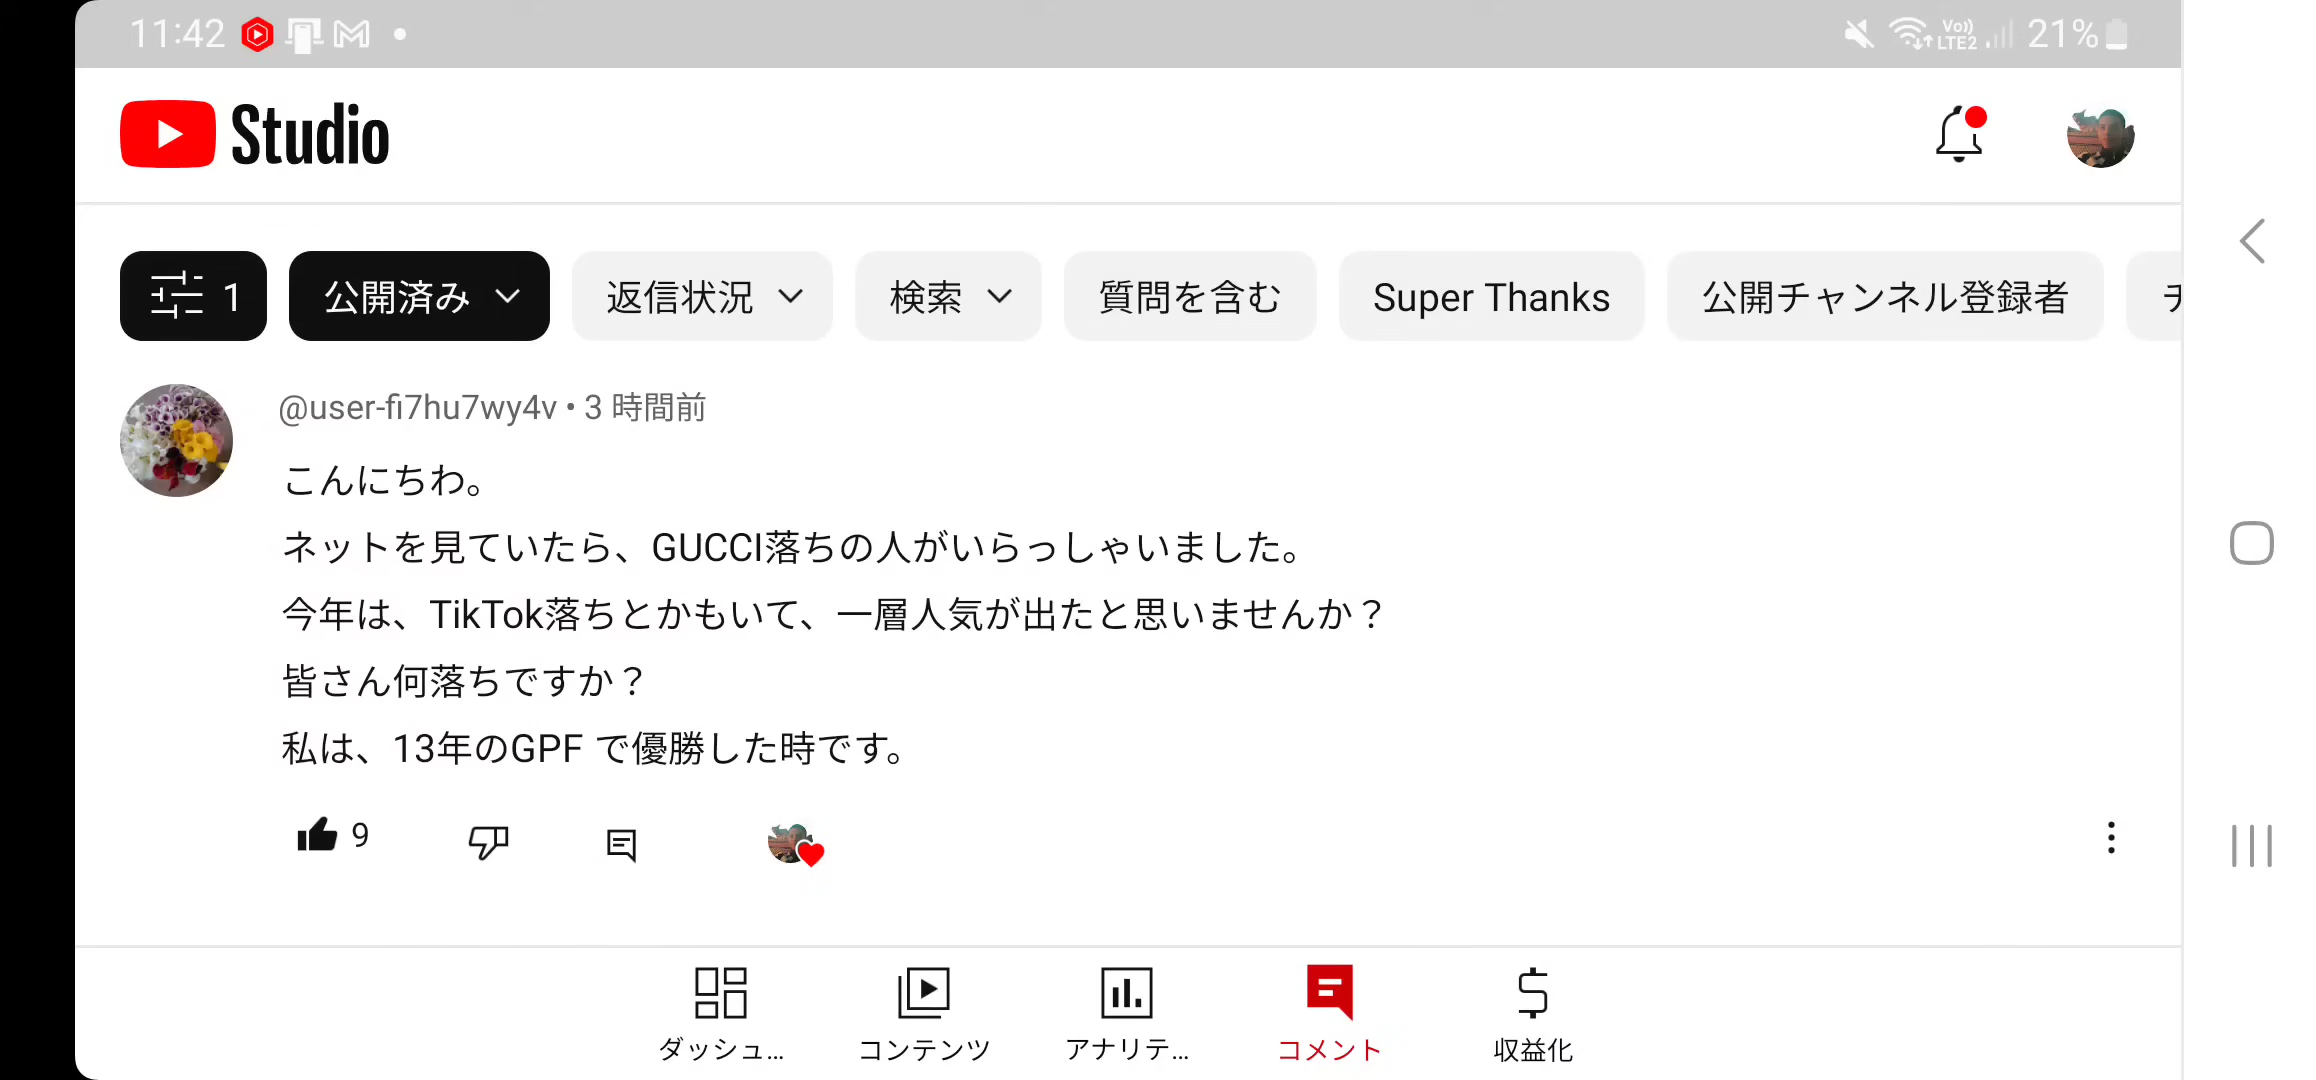 11:42
Vo))
LTE2
21%
Studio
1
公開済み
返信状況
検索
質問を含む
Super Thanks
公開チャンネル登録者
@user-fi7hu7wy4v • 3 時間前
こんにちわ。
ネットを見ていたら、GUCCI落ちの人がいらっしゃいました。
今年は、TikTok落ちとかもいて、一層人気が出たと思いませんか？
皆さん何落ちですか？
私は、13年のGPF で優勝した時です。
9
ダッシュ...
コンテンツ
アナリテ...
コメント
収益化